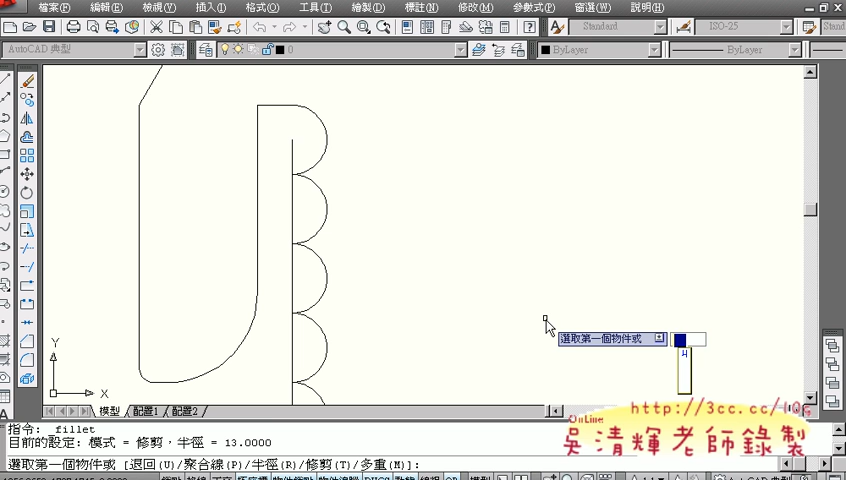 檔案(F) 編輯(E) 檢視(V) 插入(I) 格式(O) 工具(T) 繪製(D) 標註(N) 修改(M) 參數式(P) 視窗(W) 說明(H)
Standard ISO-25 Stand
AutoCAD 典型 0 ByLayer ByLayer
選取第一個物件或
ㄐ
Y
X
模型 配置1 配置2
OnLine
http://3cc.cc/10g
吳清輝老師錄製
指令: _fillet
目前的設定: 模式 = 修剪，半徑 = 13.0000
選取第一個物件或 [退回(U)/聚合線(P)/半徑(R)/修剪(T)/多重(M)]: